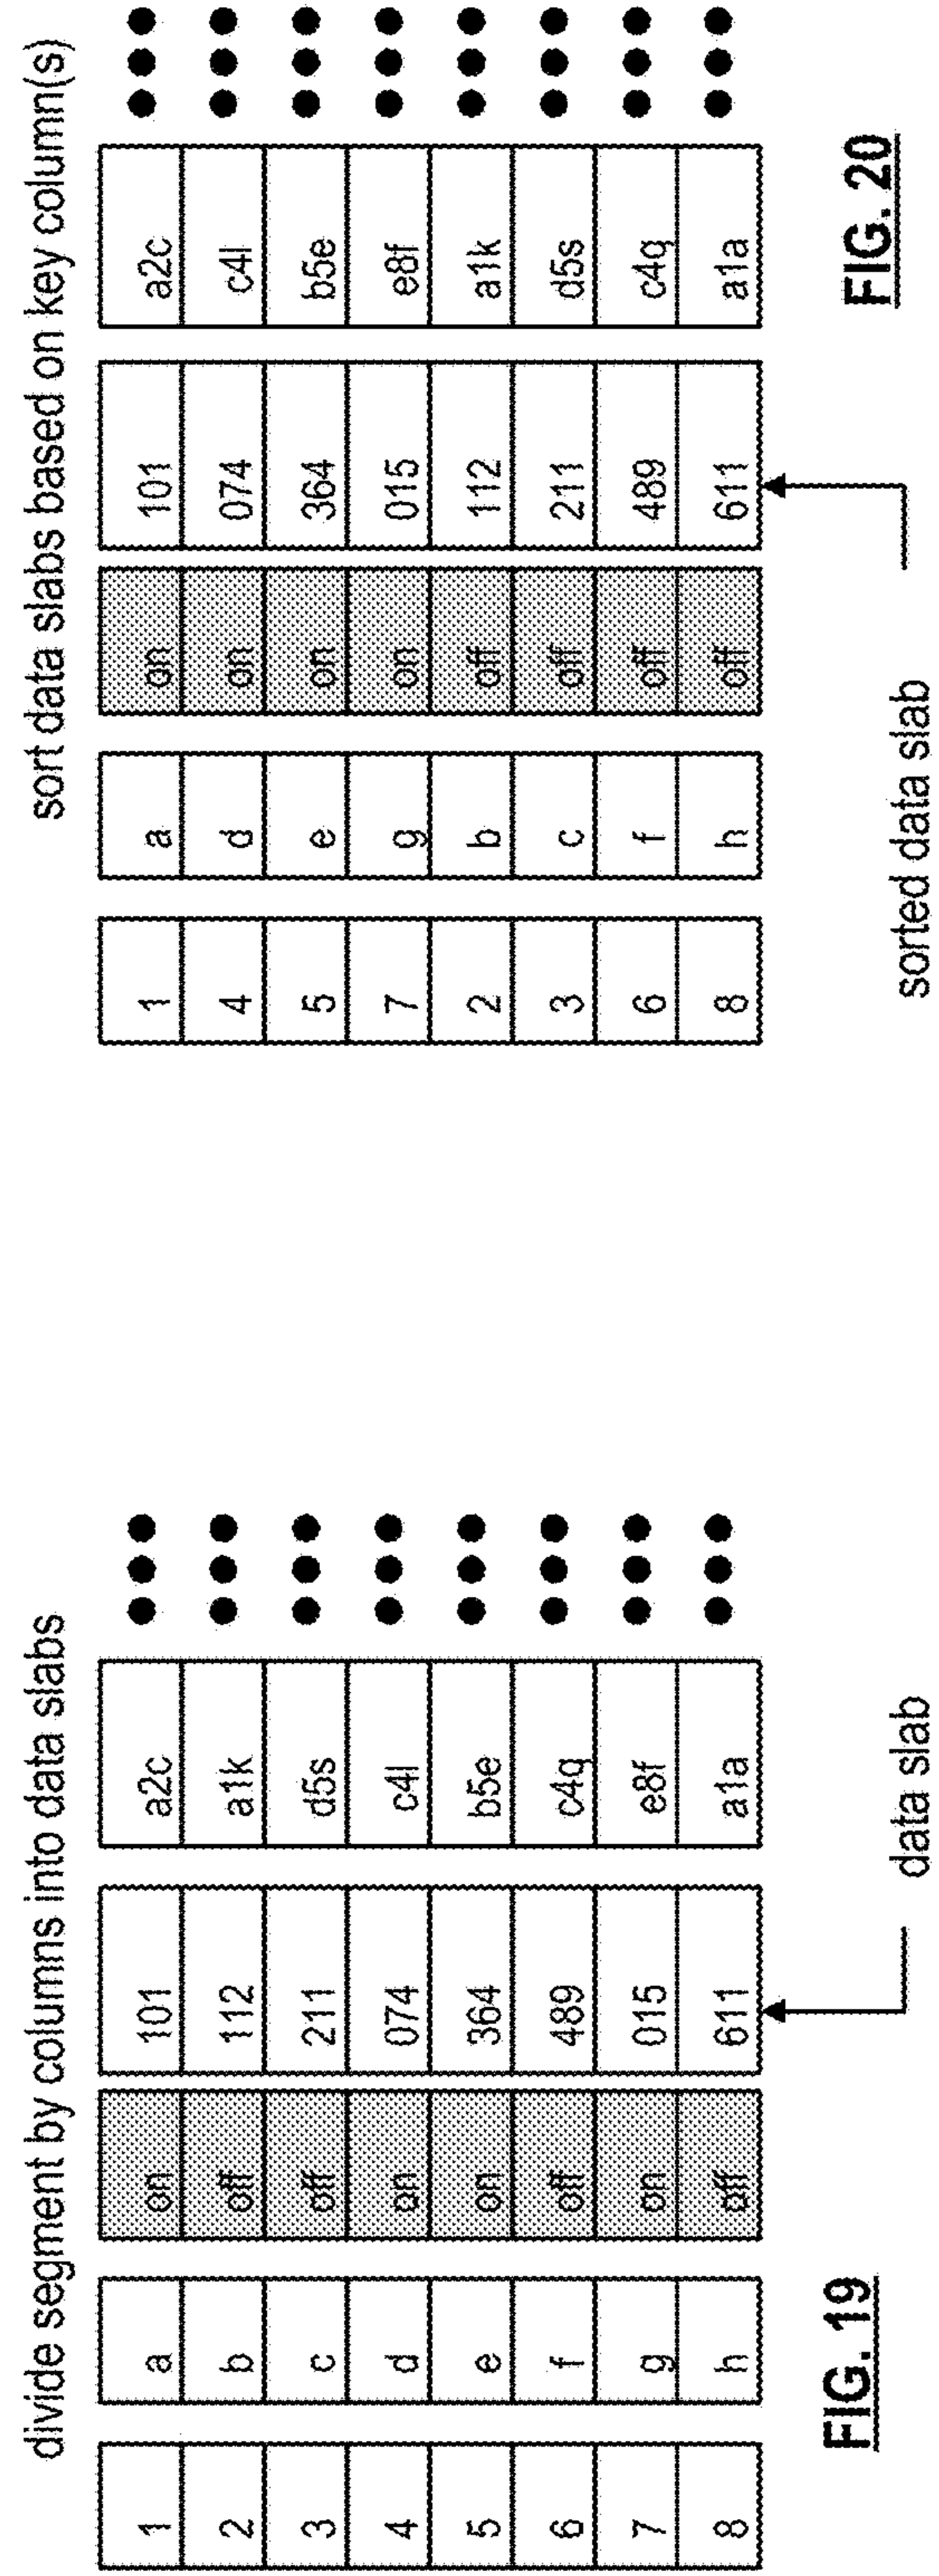 divide segment by columns into data slabs
1 a on 101 a2c
2 b off 112 a1k
3 c off 211 d5s
4 d on 074 c4l
5 e on 364 b5e
6 f off 489 c4q
7 g on 015 e8f
8 h off 611 a1a
data slab
FIG. 19
sort data slabs based on key column(s)
1 a on 101 a2c
4 d on 074 c4l
5 e on 364 b5e
7 g on 015 e8f
2 b off 112 a1k
3 c off 211 d5s
6 f off 489 c4q
8 h off 611 a1a
sorted data slab
FIG. 20